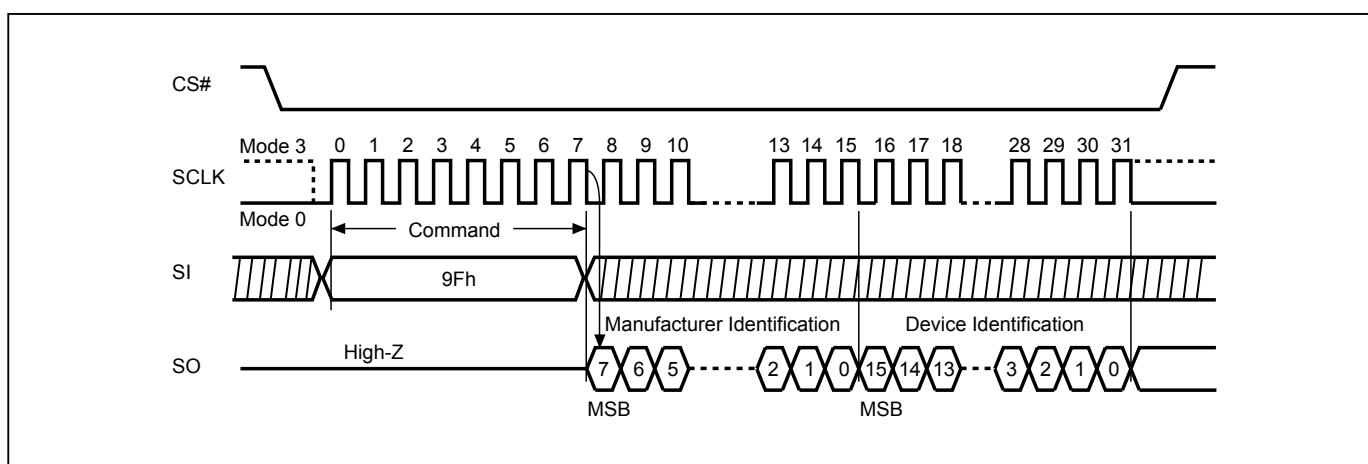 CS#
Mode 3 0 1 2 3 4 5 6 7 8 9 10 13 14 15 16 17 18 28 29 30 31
SCLK
Mode 0
Command
SI
9Fh
Manufacturer Identification Device Identification
High-Z
SO
7 6 5 2 1 0 15 14 13 3 2 1 0
MSB MSB